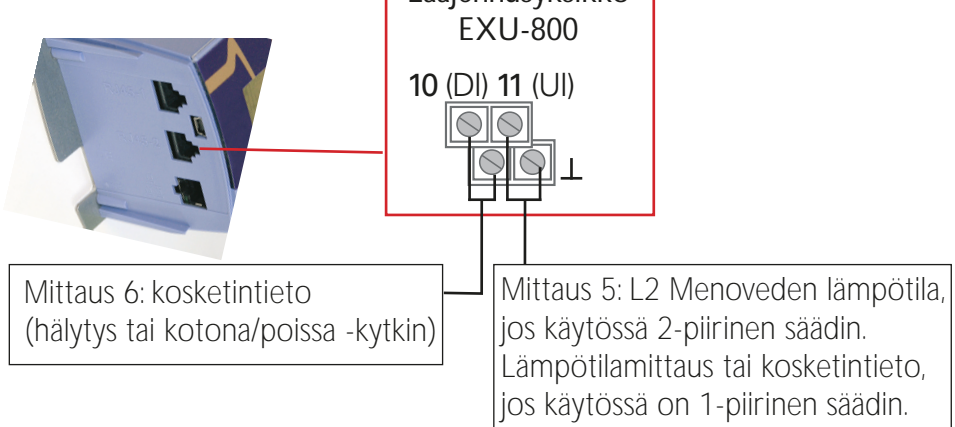 EXU-800
10 (DI) 11 (UI)
Mittaus 6: kosketintieto
(hälytys tai kotona/poissa -kytkin)
Mittaus 5: L2 Menoveden lämpötila,
jos käytössä 2-piirinen säädin.
Lämpötilamittaus tai kosketintieto,
jos käytössä on 1-piirinen säädin.